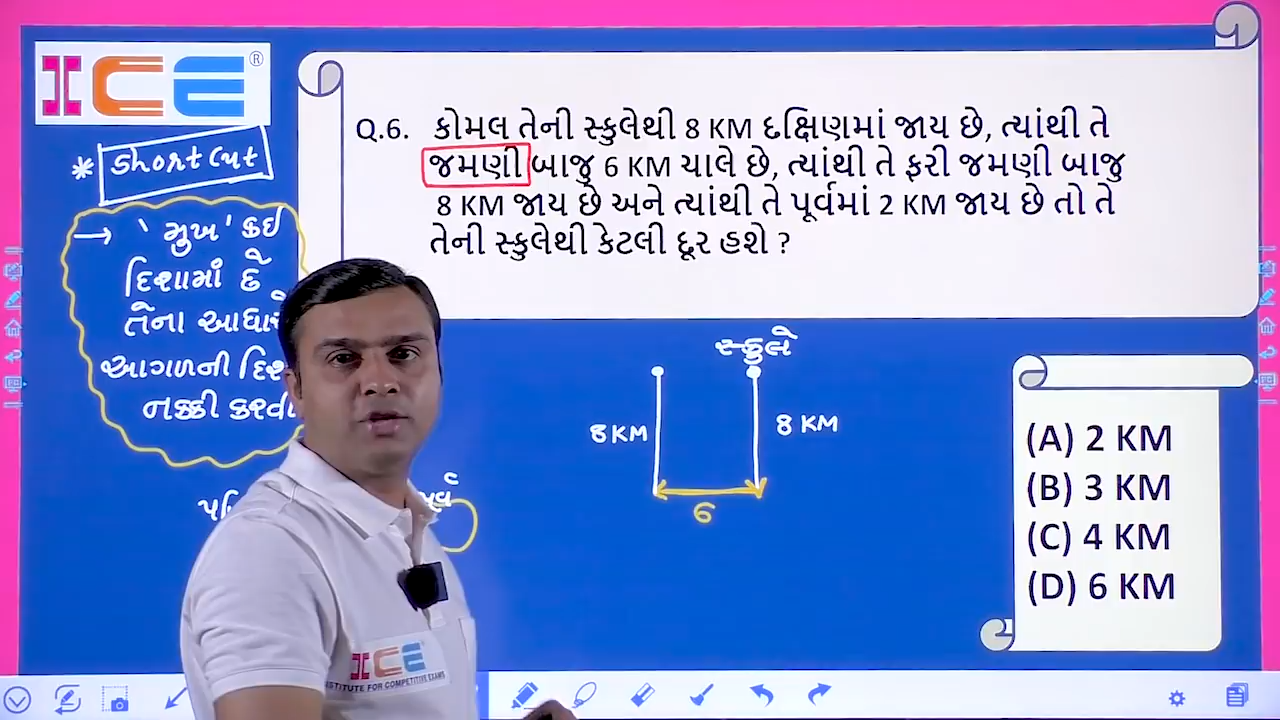 ICE®
* Short Cut
→ 'મુખ' કઈ
દિશામાં છે
તેના
આગળની
નક્કી કરવી
Q.6. કોમલ તેની સ્કુલેથી 8 KM દક્ષિણમાં જાય છે, ત્યાંથી તે
જમણી બાજુ 6 KM ચાલે છે, ત્યાંથી તે ફરી જમણી બાજુ
8 KM જાય છે અને ત્યાંથી તે પૂર્વમાં 2 KM જાય છે તો તે
તેની સ્કુલેથી કેટલી દૂર હશે ?
સ્કુલે
8 KM
8 KM
6
(A) 2 KM
(B) 3 KM
(C) 4 KM
(D) 6 KM
ICE
INSTITUTE FOR COMPETITIVE EXAMS